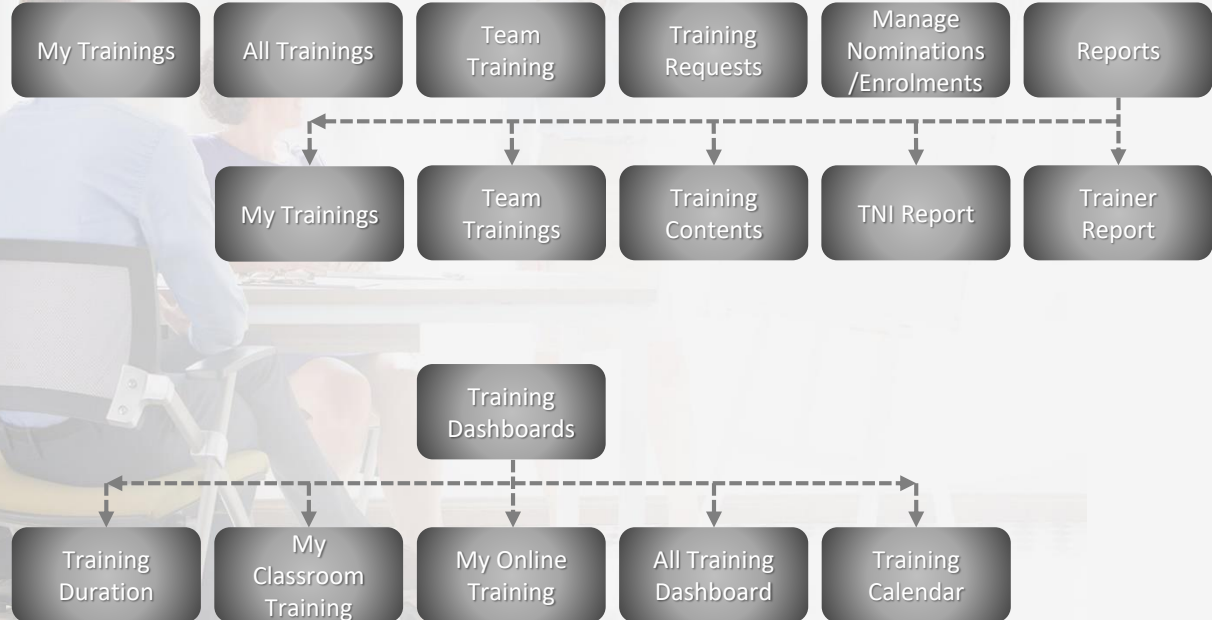 My Trainings
All Trainings
Team
Training
Training
Requests
Manage
Nominations
/Enrolments
Reports
My Trainings
Team
Trainings
Training
Contents
TNI Report
Trainer
Report
Training
Dashboards
Training
Duration
My
Classroom
Training
My Online
Training
All Training
Dashboard
Training
Calendar